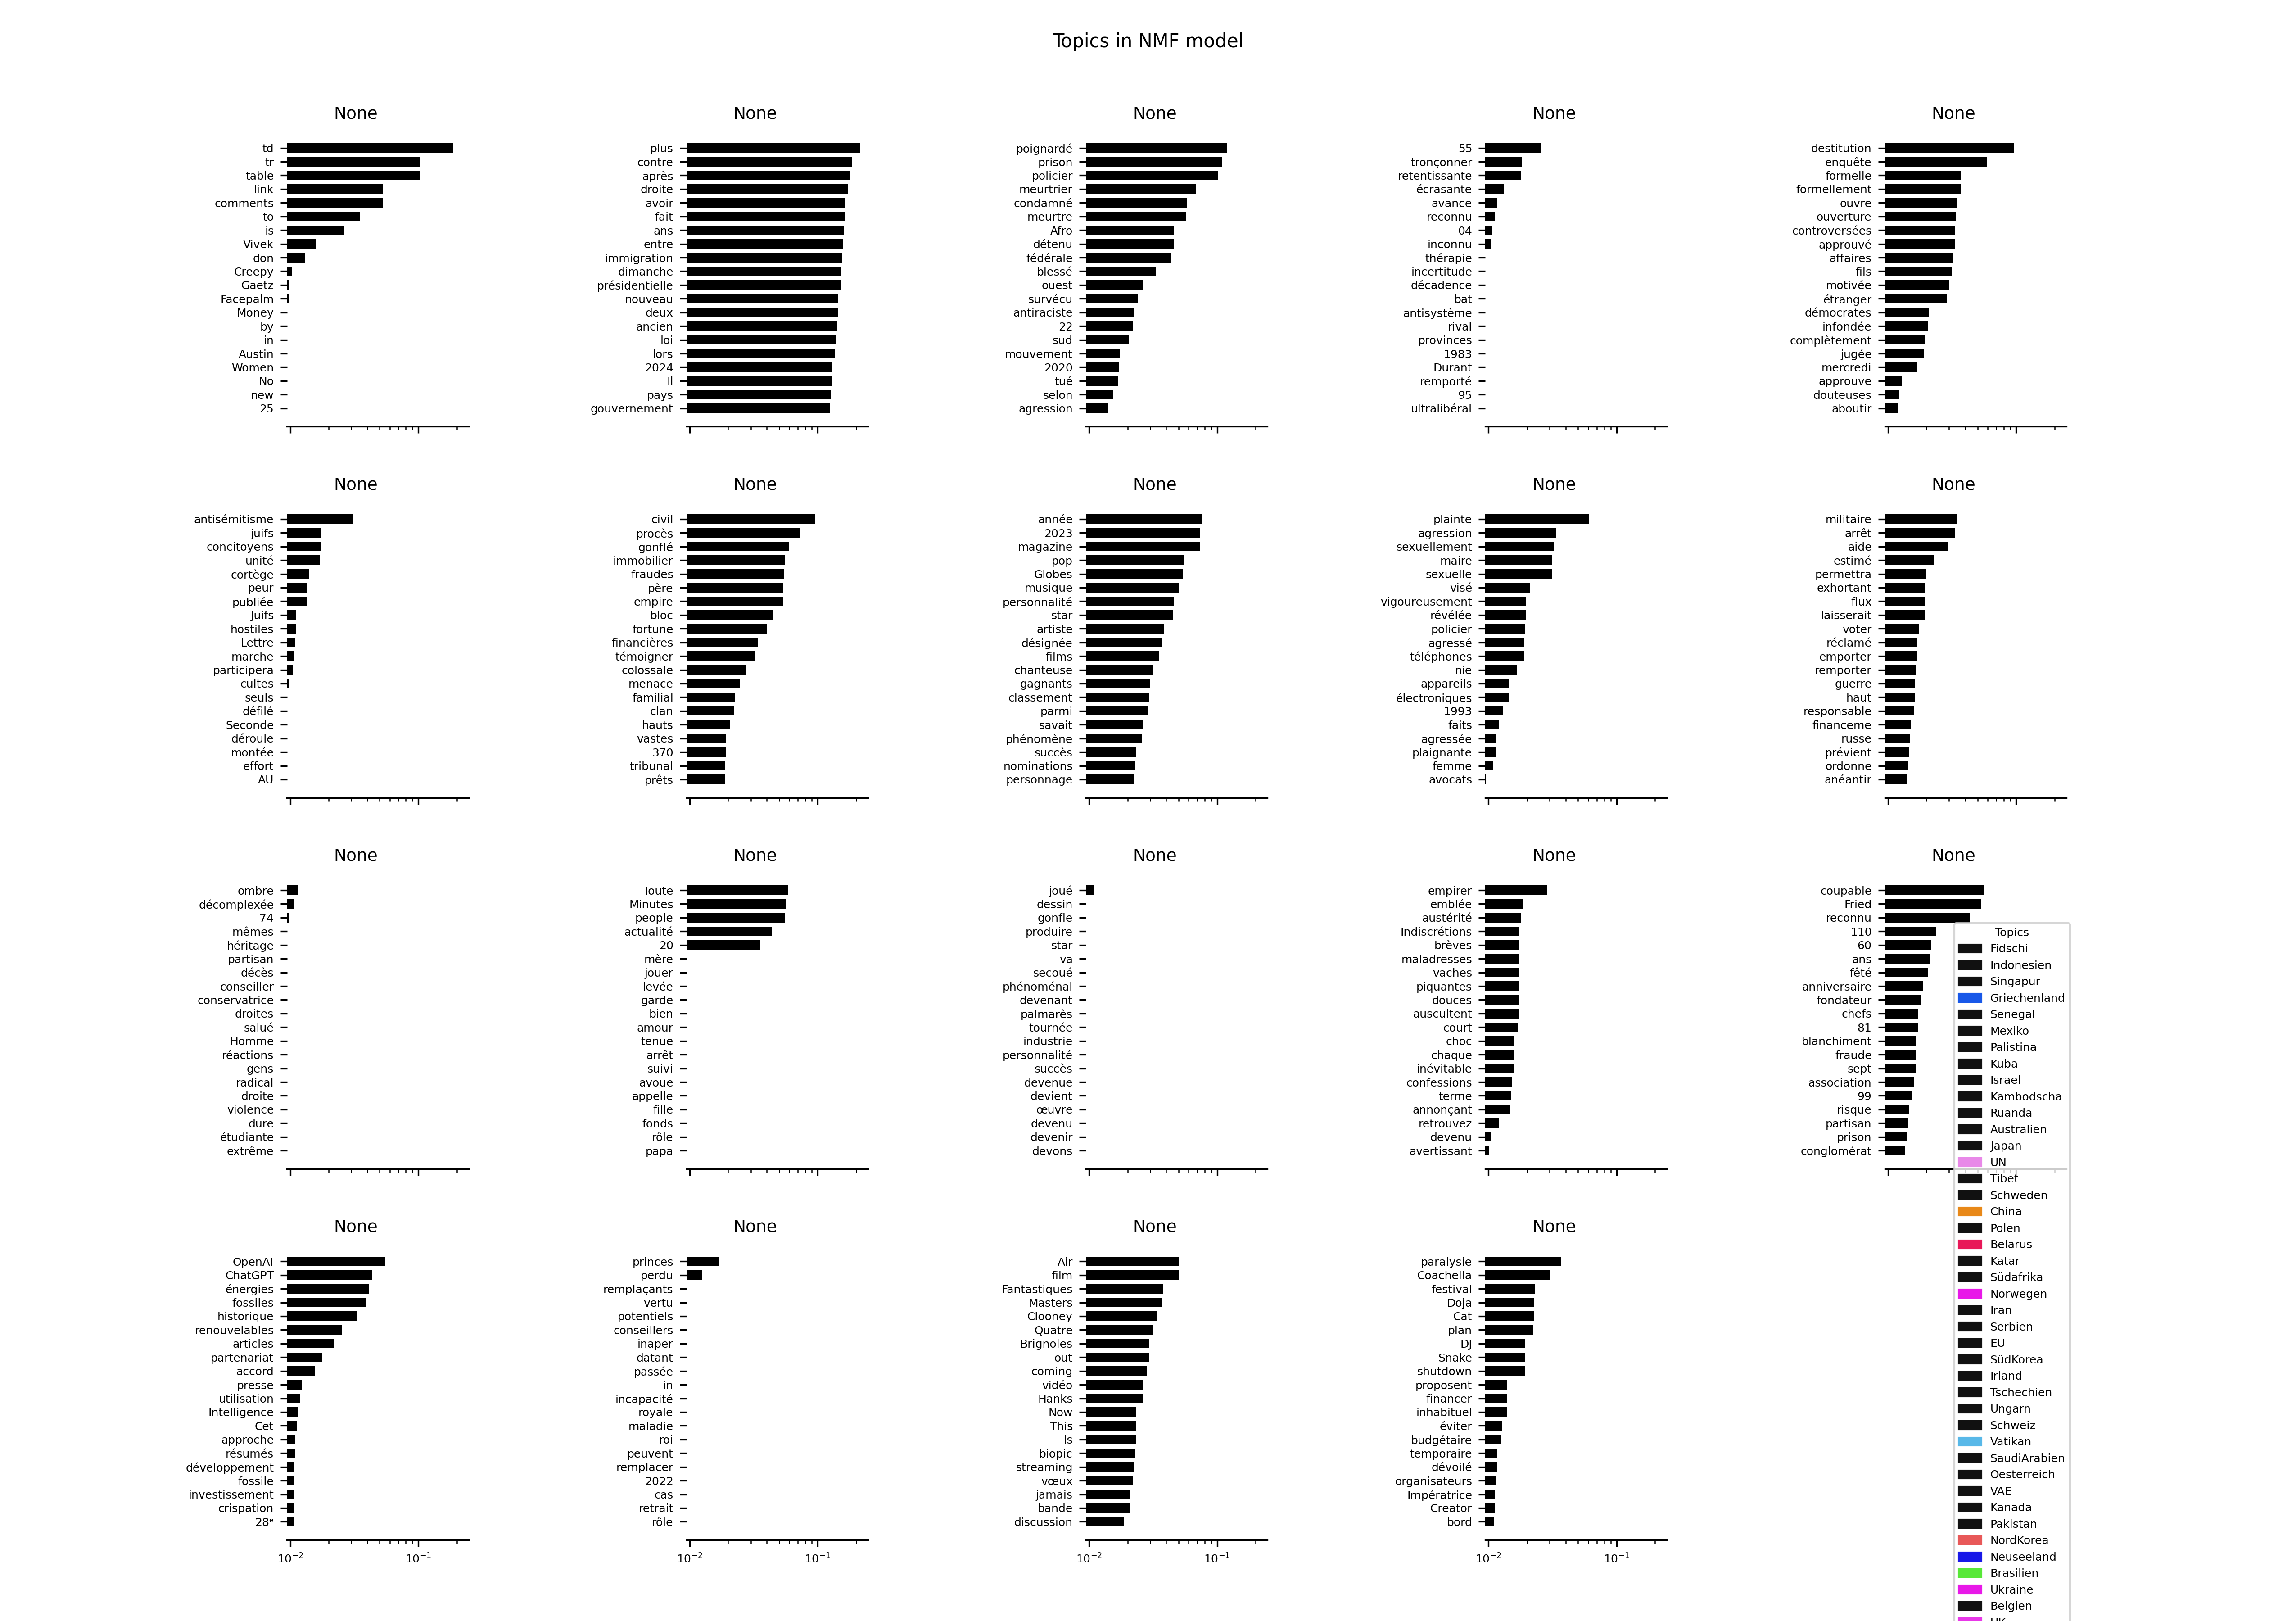 Topics in NMF model
None
td
tr
table
link
comments
to
is
Vivek
don
Creepy
Gaetz
Facepalm
Money
by
in
Austin
Women
No
new
25
None
plus
contre
après
droite
avoir
fait
ans
entre
immigration
dimanche
présidentielle
nouveau
deux
ancien
loi
lors
2024
Il
pays
gouvernement
None
poignardé
prison
policier
meurtrier
condamné
meurtre
Afro
détenu
fédérale
blessé
ouest
survécu
antiraciste
22
sud
mouvement
2020
tué
selon
agression
None
55
tronçonner
retentissante
écrasante
avance
reconnu
04
inconnu
thérapie
incertitude
décadence
bat
antisystème
rival
provinces
1983
Durant
remporté
95
ultralibéral
None
destitution
enquête
formelle
formellement
ouvre
ouverture
controversées
approuvé
affaires
fils
motivée
étranger
démocrates
infondée
complètement
jugée
mercredi
approuve
douteuses
aboutir
None
antisémitisme
juifs
concitoyens
unité
cortège
peur
publiée
Juifs
hostiles
Lettre
marche
participera
cultes
seuls
défilé
Seconde
déroule
montée
effort
AU
None
civil
procès
gonflé
immobilier
fraudes
père
empire
bloc
fortune
financières
témoigner
colossale
menace
familial
clan
hauts
vastes
370
tribunal
prêts
None
année
2023
magazine
pop
Globes
musique
personnalité
star
artiste
désignée
films
chanteuse
gagnants
classement
parmi
savait
phénomène
succès
nominations
personnage
None
plainte
agression
sexuellement
maire
sexuelle
visé
vigoureusement
révélée
policier
agressé
téléphones
nie
appareils
électroniques
1993
faits
agressée
plaignante
femme
avocats
None
militaire
arrêt
aide
estimé
permettra
exhortant
flux
laisserait
voter
réclamé
emporter
remporter
guerre
haut
responsable
financeme
russe
prévient
ordonne
anéantir
None
ombre
décomplexée
74
mêmes
héritage
partisan
décès
conseiller
conservatrice
droites
salué
Homme
réactions
gens
radical
droite
violence
dure
étudiante
extrême
None
Toute
Minutes
people
actualité
20
mère
jouer
levée
garde
bien
amour
tenue
arrêt
suivi
avoue
appelle
fille
fonds
rôle
papa
None
joué
dessin
gonfle
produire
star
va
secoué
phénoménal
devenant
palmarès
tournée
industrie
personnalité
succès
devenue
devient
œuvre
devenu
devenir
devons
None
empirer
emblée
austérité
Indiscrétions
brèves
maladresses
vaches
piquantes
douces
auscultent
court
choc
chaque
inévitable
confessions
terme
annonçant
retrouvez
devenu
avertissant
None
coupable
Fried
reconnu
110
60
ans
fêté
anniversaire
fondateur
chefs
81
blanchiment
fraude
sept
association
99
risque
partisan
prison
conglomérat
None
OpenAI
ChatGPT
énergies
fossiles
historique
renouvelables
articles
partenariat
accord
presse
utilisation
Intelligence
Cet
approche
résumés
développement
fossile
investissement
crispation
28ᵉ
10⁻² 10⁻¹
None
princes
perdu
remplaçants
vertu
potentiels
conseillers
inaper
datant
passée
in
incapacité
royale
maladie
roi
peuvent
remplacer
2022
cas
retrait
rôle
10⁻² 10⁻¹
None
Air
film
Fantastiques
Masters
Clooney
Quatre
Brignoles
out
coming
vidéo
Hanks
Now
This
Is
biopic
streaming
vœux
jamais
bande
discussion
10⁻² 10⁻¹
None
paralysie
Coachella
festival
Doja
Cat
plan
DJ
Snake
shutdown
proposent
financer
inhabituel
éviter
budgétaire
temporaire
dévoilé
organisateurs
Impératrice
Creator
bord
10⁻² 10⁻¹
Topics
Fidschi
Indonesien
Singapur
Griechenland
Senegal
Mexiko
Palistina
Kuba
Israel
Kambodscha
Ruanda
Australien
Japan
UN
Tibet
Schweden
China
Polen
Belarus
Katar
Südafrika
Norwegen
Iran
Serbien
EU
SüdKorea
Irland
Tschechien
Ungarn
Schweiz
Vatikan
SaudiArabien
Oesterreich
VAE
Kanada
Pakistan
NordKorea
Neuseeland
Brasilien
Ukraine
Belgien